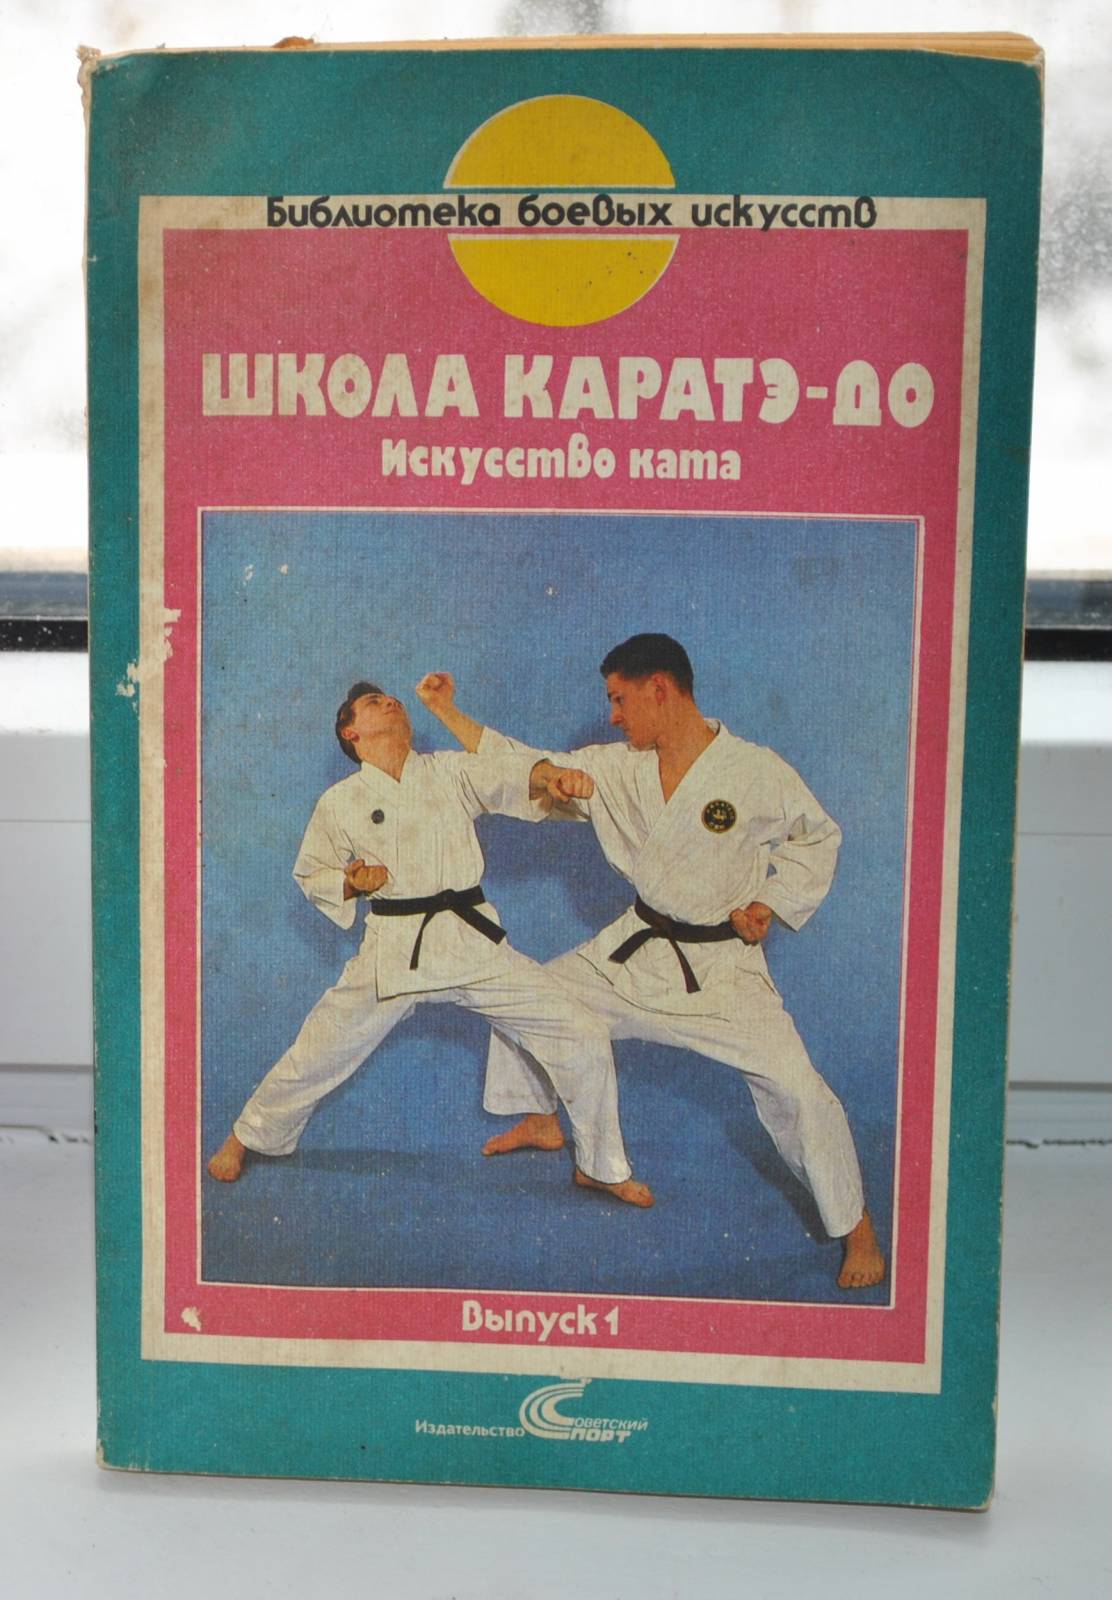 Библиотека боевых искусств
ШКОЛА КАРАТЭ-ДО
Искусство ката
Выпуск 1
Издательство Советский Спорт